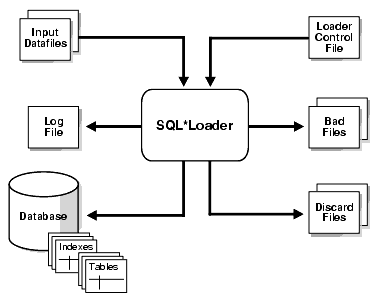 Input
Datafiles
Loader
Control
File
Log
File
SQL*Loader
Bad
Files
Database
Discard
Files
Indexes
Tables